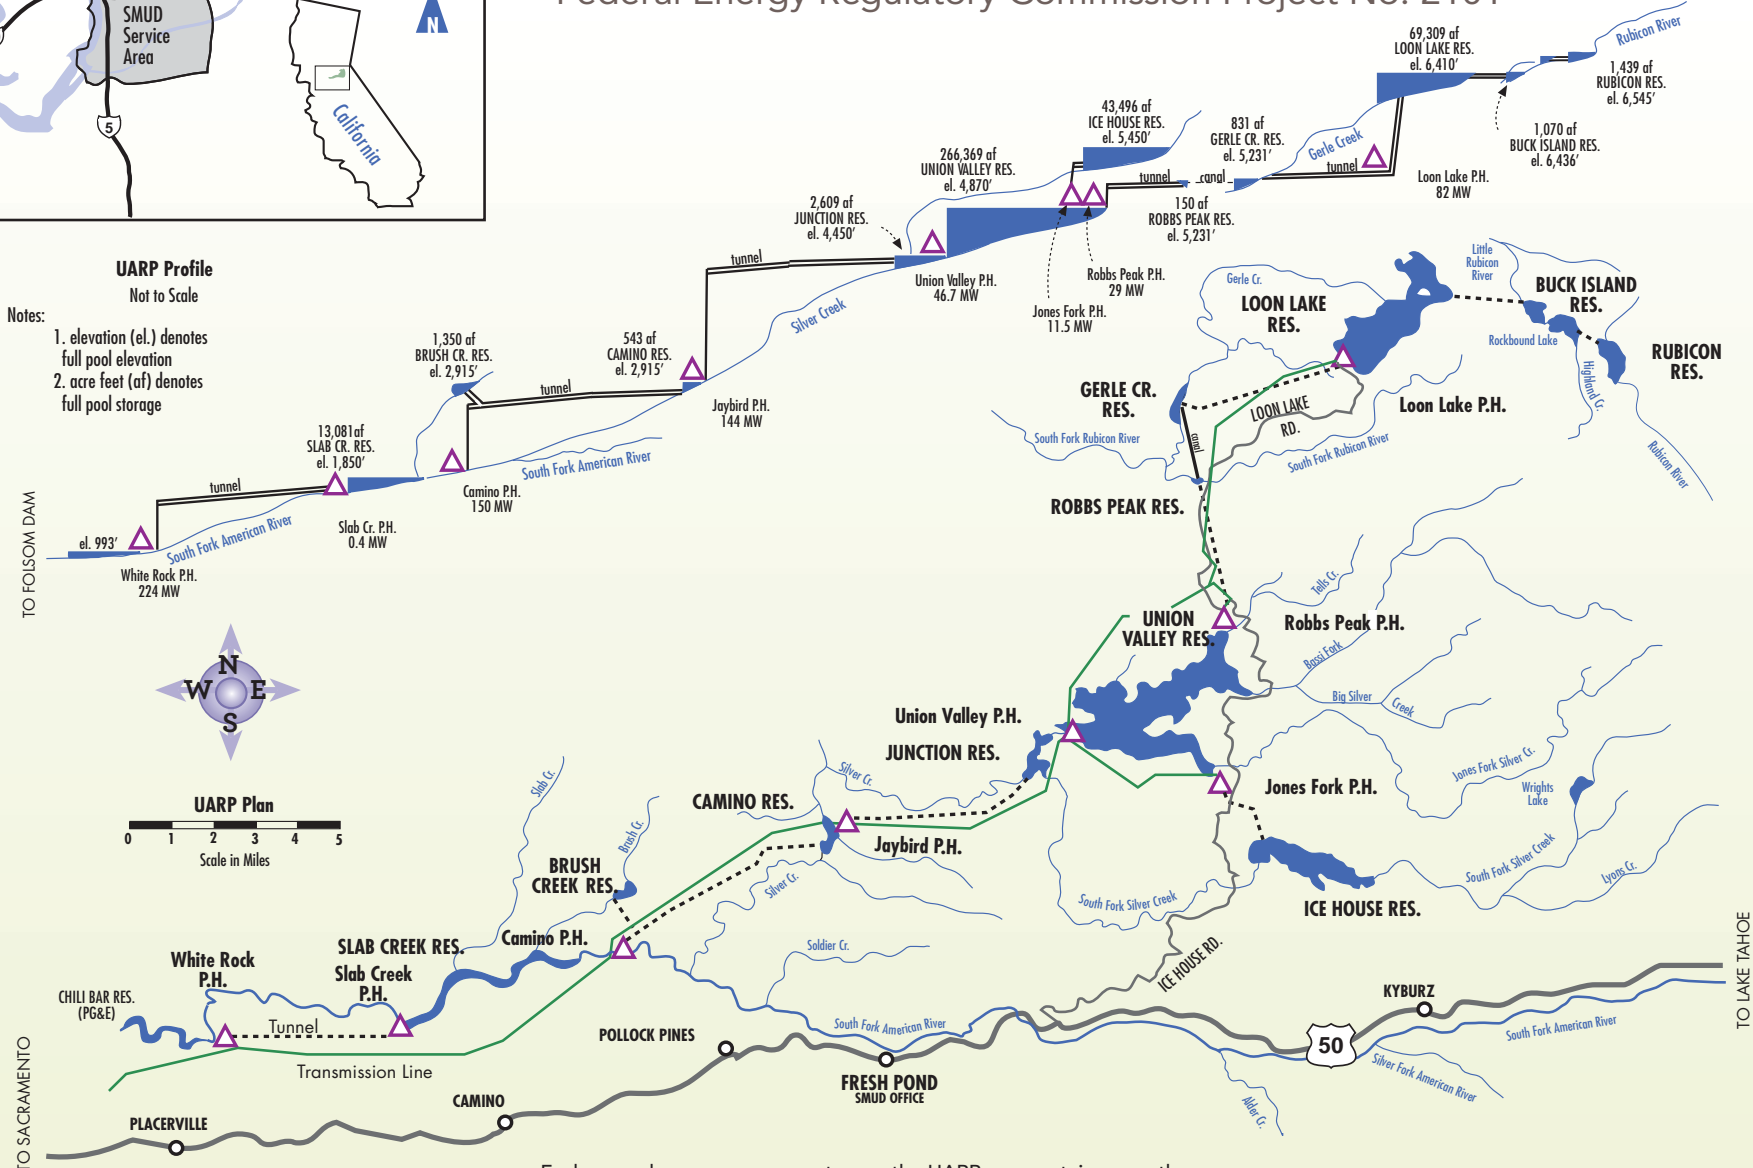 Federal Energy Regulatory Commission Project No. 2101
SMUD
Service
Area
5
California
N
69,309 af
LOON LAKE RES.
el. 6,410'
Rubicon River
1,439 af
RUBICON RES.
el. 6,545'
1,070 af
BUCK ISLAND RES.
el. 6,436'
43,496 af
ICE HOUSE RES.
el. 5,450'
831 af
GERLE CR. RES.
el. 5,231'
Gerle Creek
tunnel
Loon Lake P.H.
82 MW
266,369 af
UNION VALLEY RES.
el. 4,870'
tunnel
canal
150 af
ROBBS PEAK RES.
el. 5,231'
2,609 af
JUNCTION RES.
el. 4,450'
Union Valley P.H.
46.7 MW
Robbs Peak P.H.
29 MW
Jones Fork P.H.
11.5 MW
tunnel
Silver Creek
UARP Profile
Not to Scale
Notes:
1. elevation (el.) denotes
full pool elevation
2. acre feet (af) denotes
full pool storage
1,350 af
BRUSH CR. RES.
el. 2,915'
543 af
CAMINO RES.
el. 2,915'
tunnel
Jaybird P.H.
144 MW
13,081af
SLAB CR. RES.
el. 1,850'
South Fork American River
Camino P.H.
150 MW
tunnel
Slab Cr. P.H.
0.4 MW
South Fork American River
el. 993'
White Rock P.H.
224 MW
TO FOLSOM DAM
Gerle Cr.
LOON LAKE
RES.
Little
Rubicon
River
BUCK ISLAND
RES.
Rockbound Lake
RUBICON
RES.
Highland Cr.
Rubicon River
GERLE CR.
RES.
LOON LAKE
RD.
Loon Lake P.H.
South Fork Rubicon River
canal
South Fork Rubicon River
ROBBS PEAK RES.
Tells Cr.
UNION
VALLEY RES.
Robbs Peak P.H.
Bassi Fork
Big Silver
Creek
N
W
E
S
Union Valley P.H.
JUNCTION RES.
Jones Fork Silver Cr.
Wrights
Lake
Jones Fork P.H.
Silver Cr.
CAMINO RES.
Jaybird P.H.
Slab Cr.
Brush Cr.
UARP Plan
0 1 2 3 4 5
Scale in Miles
BRUSH
CREEK RES.
Silver Cr.
South Fork Silver Creek
Lyons Cr.
South Fork Silver Creek
ICE HOUSE RES.
Camino P.H.
SLAB CREEK RES.
Slab Creek
P.H.
White Rock
P.H.
CHILI BAR RES.
(PG&E)
Soldier Cr.
ICE HOUSE RD.
TO LAKE TAHOE
KYBURZ
Tunnel
South Fork American River
South Fork American River
50
POLLOCK PINES
Transmission Line
Silver Fork American River
FRESH POND
SMUD OFFICE
Alder Cr.
CAMINO
PLACERVILLE
TO SACRAMENTO